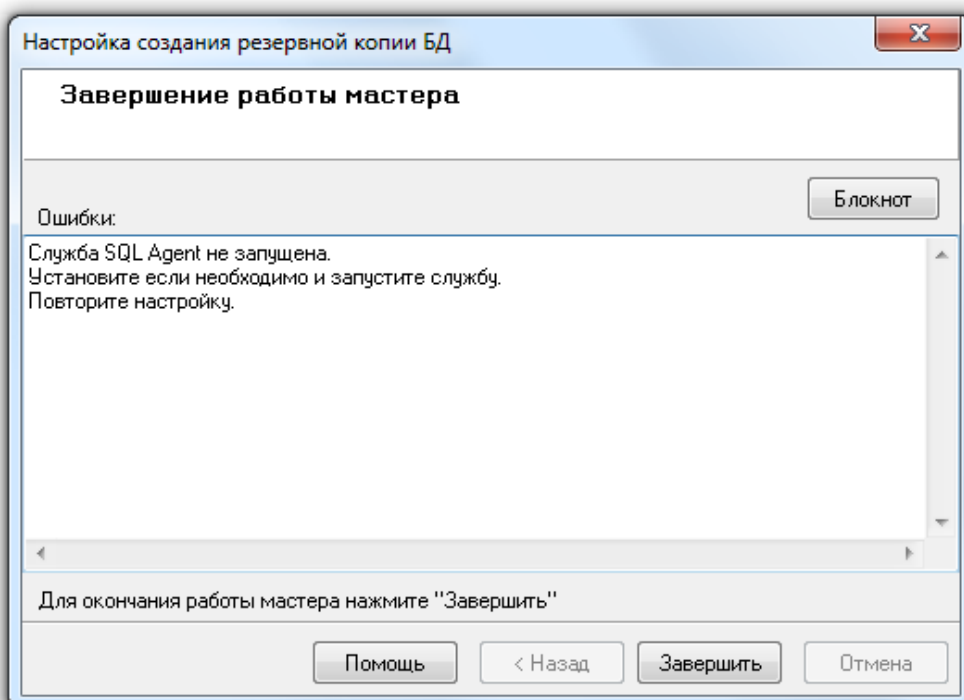 Настройка создания резервной копии БД
Завершение работы мастера
Блокнот
Ошибки:
Служба SQL Agent не запущена.
Установите если необходимо и запустите службу.
Повторите настройку.
Для окончания работы мастера нажмите "Завершить"
Помощь
< Назад
Завершить
Отмена